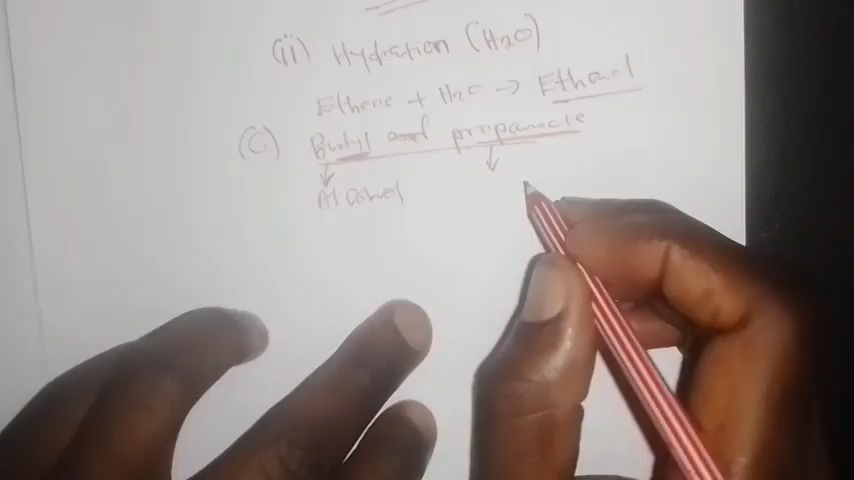 (ii) Hydration (H2O)
Ethene + H2O → Ethanol
(C) Butyl and propanoate
Alcohol